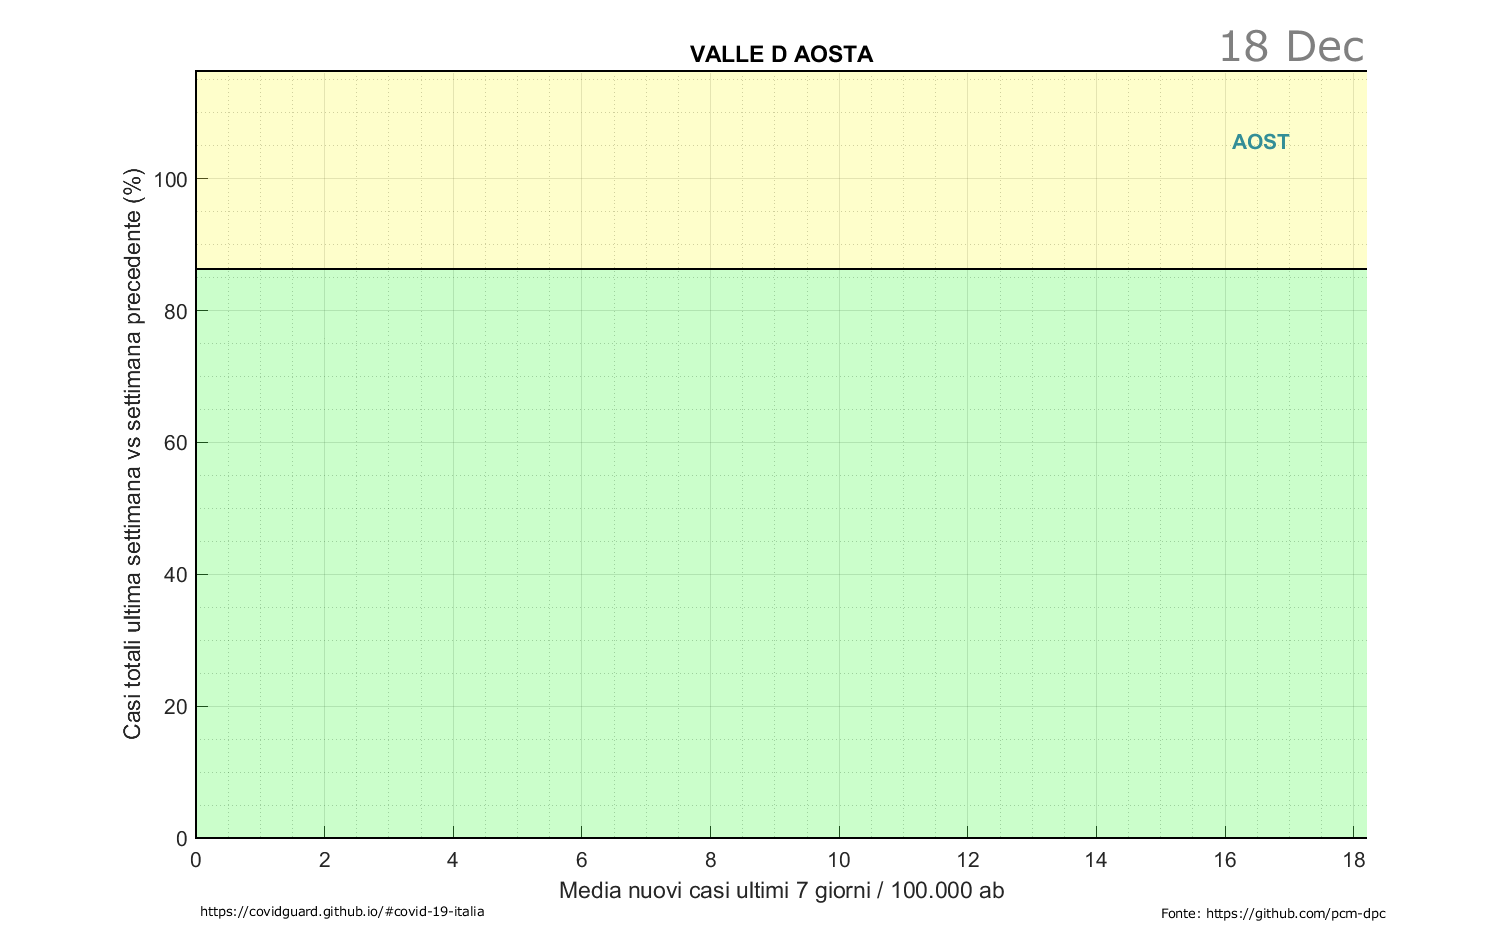 VALLE D AOSTA
18 Dec
AOST
Casi totali ultima settimana vs settimana precedente (%)
100
80
60
40
20
0
0 2 4 6 8 10 12 14 16 18
Media nuovi casi ultimi 7 giorni / 100.000 ab
https://covidguard.github.io/#covid-19-italia
Fonte: https://github.com/pcm-dpc